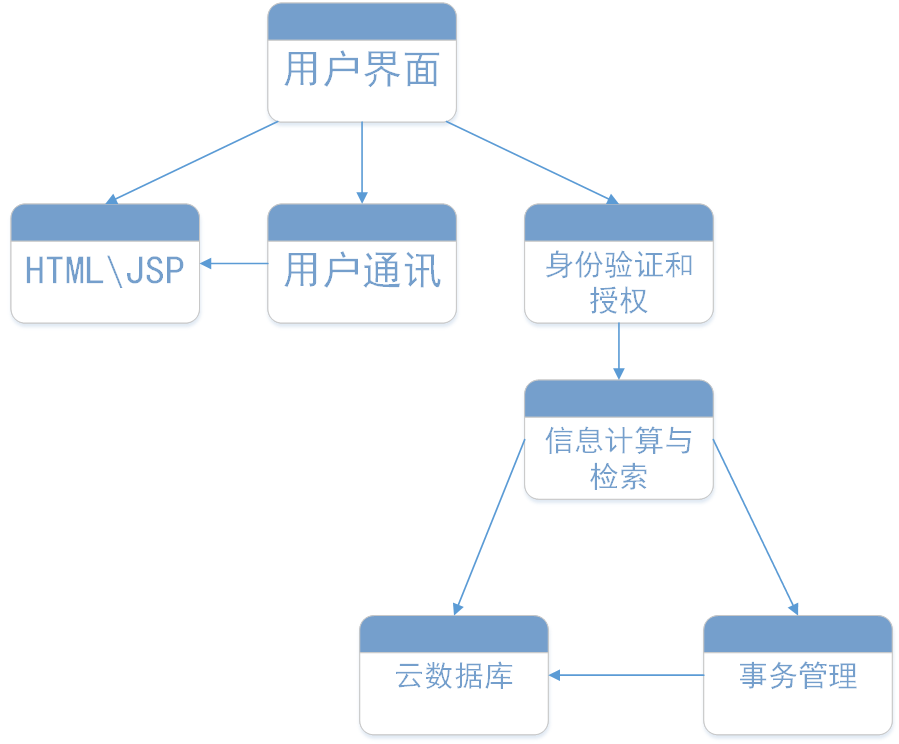 用户界面
HTML\JSP
用户通讯
身份验证和
授权
信息计算与
检索
云数据库
事务管理